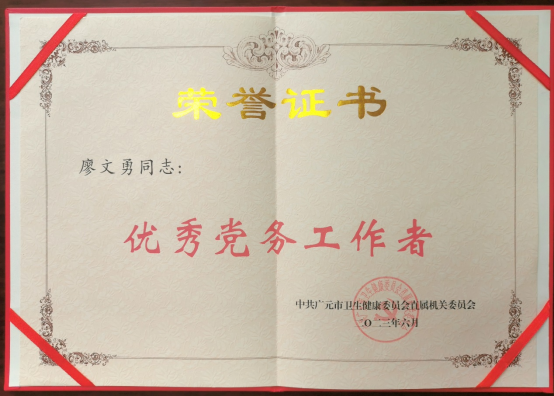 荣誉证书
廖文勇同志:
优秀党务工作者
中共广元市卫生健康委员会直属机关委员会
二〇二三年六月